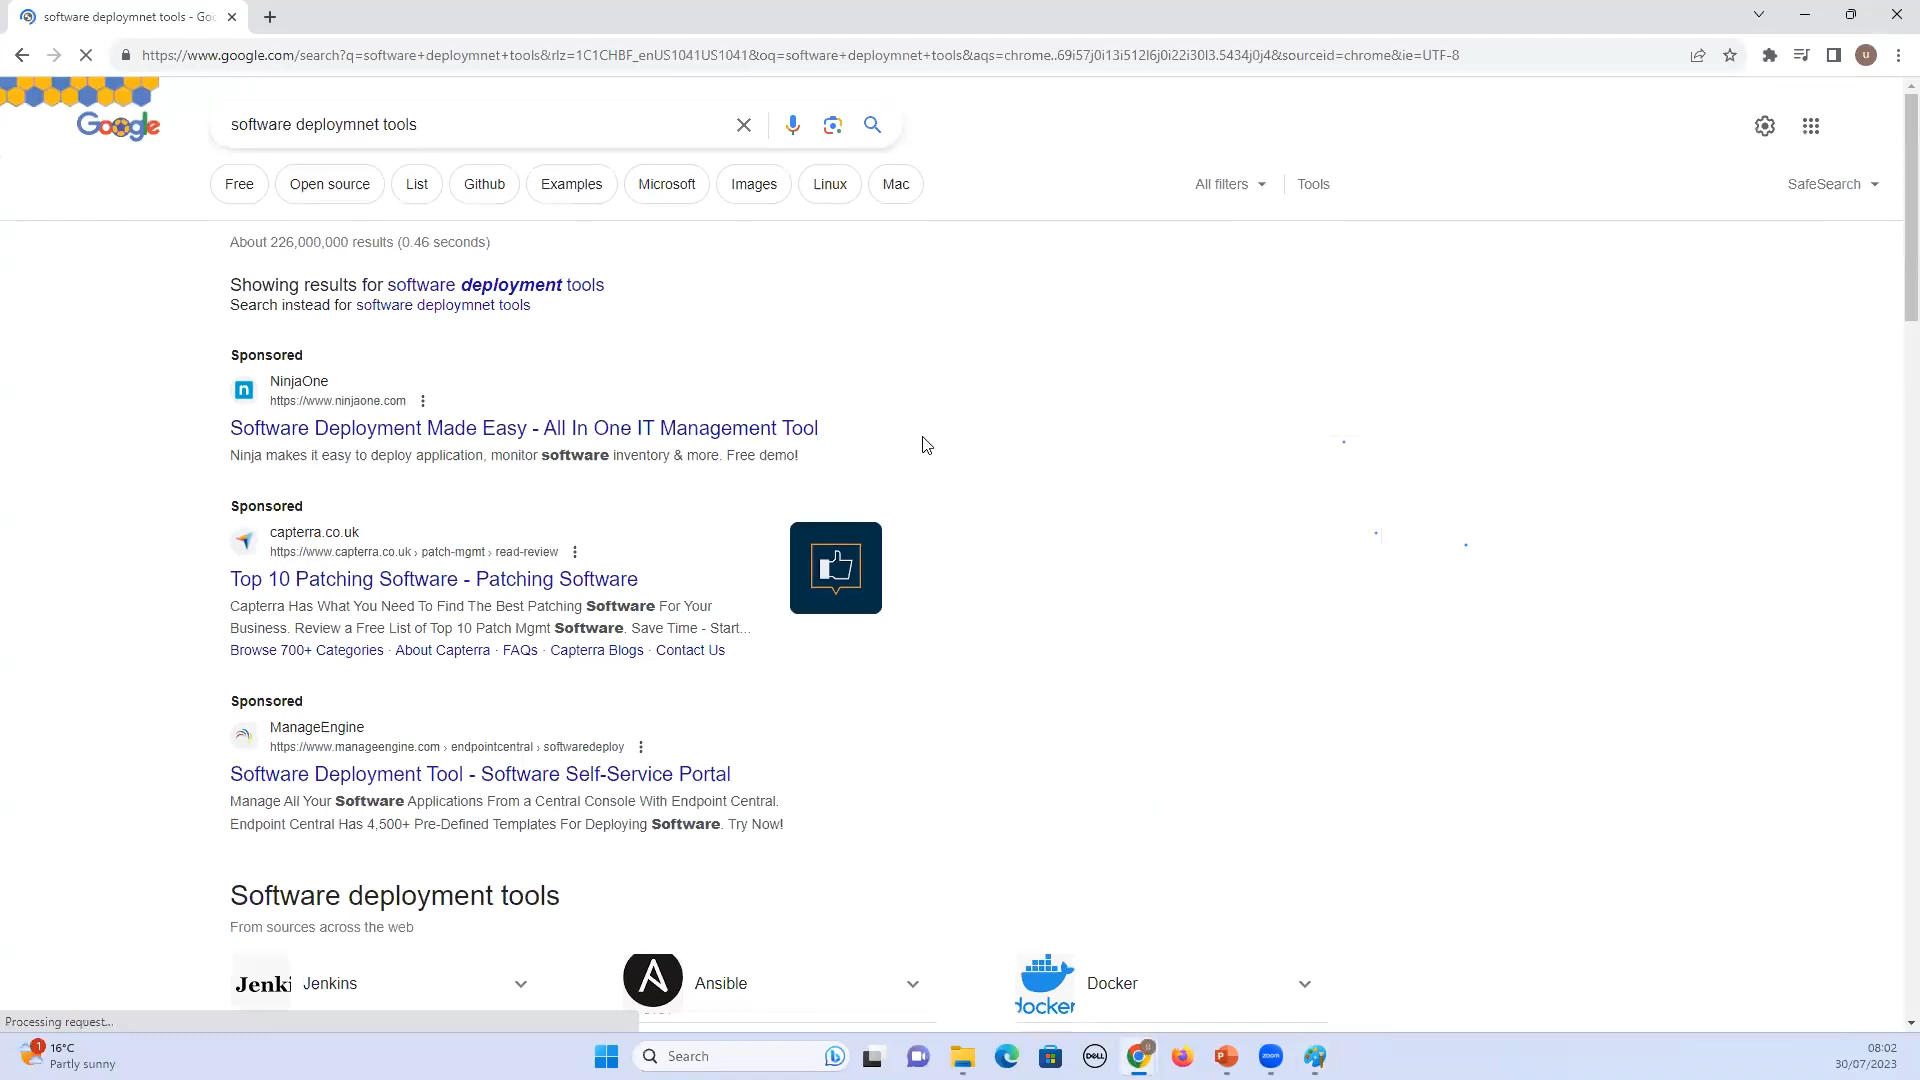 software deploymnet tools - Goo
https://www.google.com/search?q=software+deploymnet+tools&rlz=1C1CHBF_enUS1041US1041&oq=software+deploymnet+tools&aqs=chrome..69i57j0i13i512l6j0i22i30l3.5434j0j4&sourceid=chrome&ie=UTF-8
u
Google
software deploymnet tools
Free
Open source
List
Github
Examples
Microsoft
Images
Linux
Mac
All filters
Tools
SafeSearch
About 226,000,000 results (0.46 seconds)
Showing results for software deployment tools
Search instead for software deploymnet tools
Sponsored
n
NinjaOne
https://www.ninjaone.com
Software Deployment Made Easy - All In One IT Management Tool
Ninja makes it easy to deploy application, monitor software inventory & more. Free demo!
Sponsored
capterra.co.uk
https://www.capterra.co.uk › patch-mgmt › read-review
Top 10 Patching Software - Patching Software
Capterra Has What You Need To Find The Best Patching Software For Your
Business. Review a Free List of Top 10 Patch Mgmt Software. Save Time - Start...
Browse 700+ Categories · About Capterra · FAQs · Capterra Blogs · Contact Us
Sponsored
ManageEngine
https://www.manageengine.com › endpointcentral › softwaredeploy
Software Deployment Tool - Software Self-Service Portal
Manage All Your Software Applications From a Central Console With Endpoint Central.
Endpoint Central Has 4,500+ Pre-Defined Templates For Deploying Software. Try Now!
Software deployment tools
From sources across the web
Jenki
Jenkins
A
Ansible
docker
Docker
Processing request...
1
16°C
Partly sunny
Search
DELL
zoom
08:02
30/07/2023